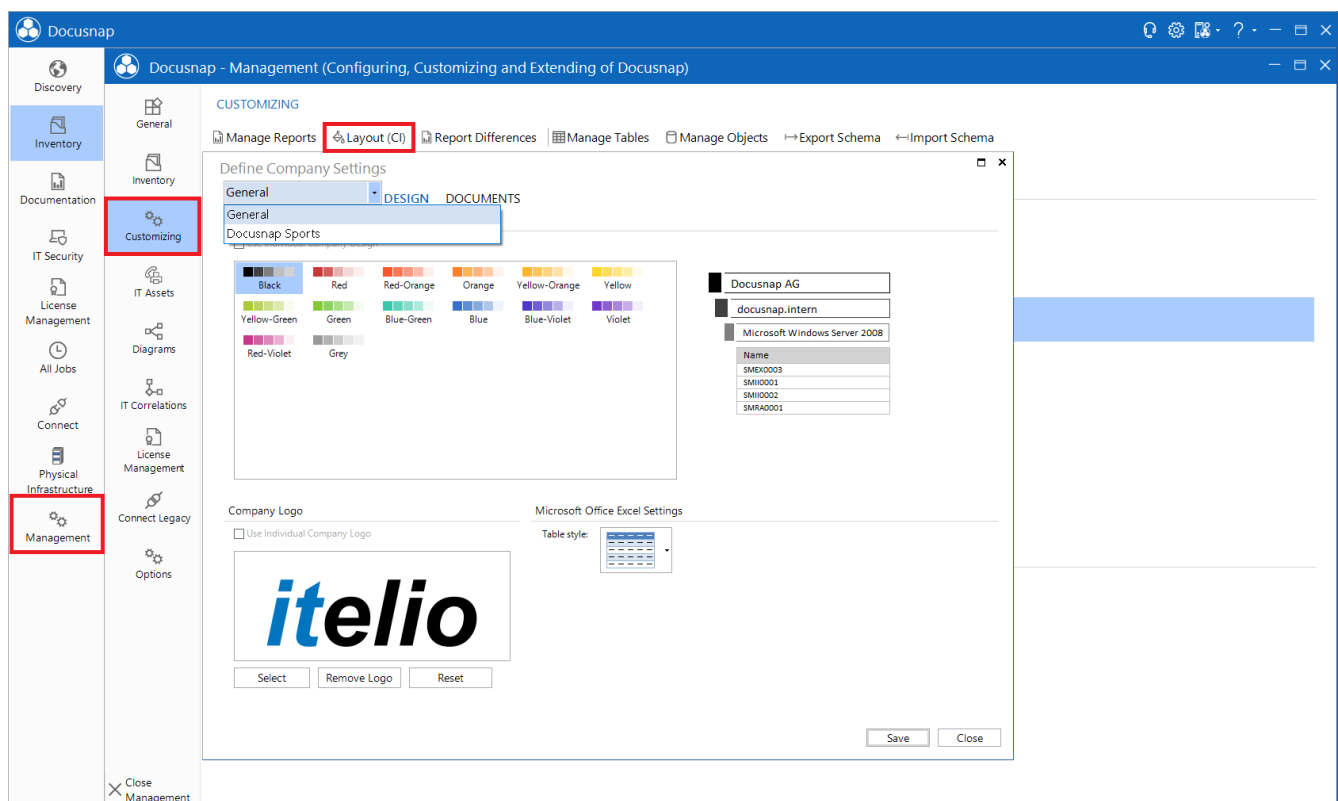 Docusnap
Discovery
Inventory
Documentation
IT Security
License
Management
All Jobs
Connect
Physical
Infrastructure
Management
Docusnap - Management (Configuring, Customizing and Extending of Docusnap)
General
Inventory
Customizing
IT Assets
Diagrams
IT Correlations
License
Management
Connect Legacy
Options
Close
Management
CUSTOMIZING
Manage Reports Layout (CI) Report Differences Manage Tables Manage Objects Export Schema Import Schema
Define Company Settings
General DESIGN DOCUMENTS
General
Docusnap Sports
Use Individual Company Design
Black Red Red-Orange Orange Yellow-Orange Yellow
Yellow-Green Green Blue-Green Blue Blue-Violet Violet
Red-Violet Grey
Docusnap AG
docusnap.intern
Microsoft Windows Server 2008
Name
SMEX0003
SMII0001
SMII0002
SMRA0001
Company Logo
Use Individual Company Logo
itelio
Select Remove Logo Reset
Microsoft Office Excel Settings
Table style:
Save Close